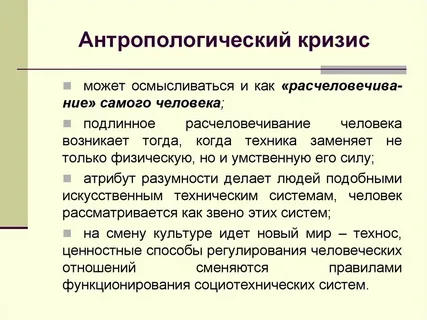 Антропологический кризис
может осмысливаться и как «расчеловечива-
ние» самого человека;
подлинное расчеловечивание человека
возникает тогда, когда техника заменяет не
только физическую, но и умственную его силу;
атрибут разумности делает людей подобными
искусственным техническим системам, человек
рассматривается как звено этих систем;
на смену культуре идет новый мир – технос,
ценностные способы регулирования человеческих
отношений сменяются правилами
функционирования социотехнических систем.